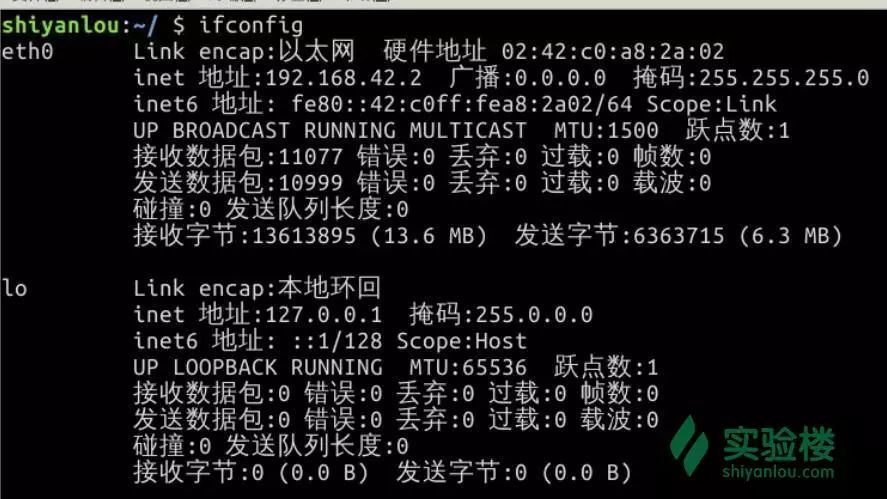 shiyanlou:~/ $ ifconfig
eth0 Link encap:以太网 硬件地址 02:42:c0:a8:2a:02
inet 地址:192.168.42.2 广播:0.0.0.0 掩码:255.255.255.0
inet6 地址: fe80::42:c0ff:fea8:2a02/64 Scope:Link
UP BROADCAST RUNNING MULTICAST MTU:1500 跃点数:1
接收数据包:11077 错误:0 丢弃:0 过载:0 帧数:0
发送数据包:10999 错误:0 丢弃:0 过载:0 载波:0
碰撞:0 发送队列长度:0
接收字节:13613895 (13.6 MB) 发送字节:6363715 (6.3 MB)
lo Link encap:本地环回
inet 地址:127.0.0.1 掩码:255.0.0.0
inet6 地址: ::1/128 Scope:Host
UP LOOPBACK RUNNING MTU:65536 跃点数:1
接收数据包:0 错误:0 丢弃:0 过载:0 帧数:0
发送数据包:0 错误:0 丢弃:0 过载:0 载波:0
碰撞:0 发送队列长度:0
接收字节:0 (0.0 B) 发送字节:0 (0.0 B)
实验楼
shiyanlou.com